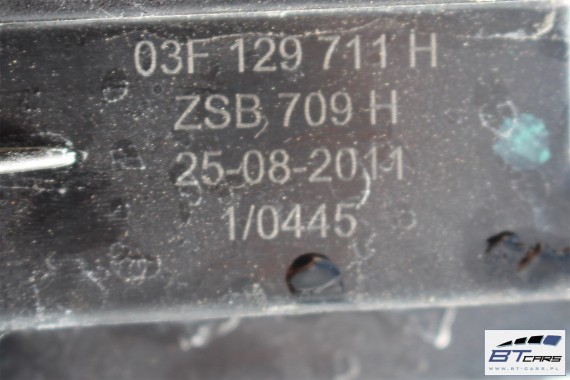 03F 129 711 H
ZSB 709 H
25-08-2011
1/0445
BTCARS
WWW.BT-CARS.PL